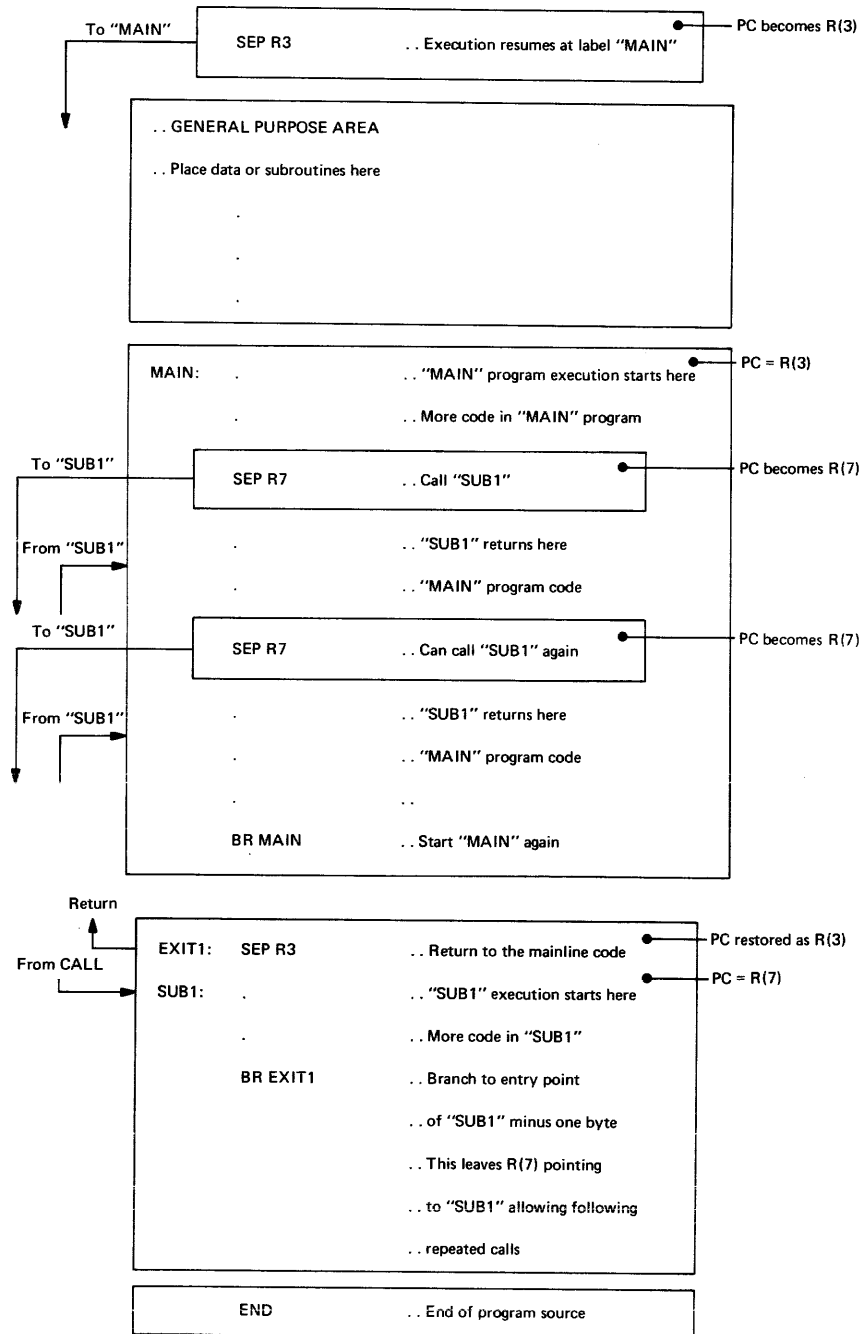 To “MAIN” SEP R3 . . Execution resumes at label “MAIN” PC becomes R(3)
. . GENERAL PURPOSE AREA
. . Place data or subroutines here
.
.
.
MAIN: . . . “MAIN” program execution starts here PC = R(3)
. . . More code in “MAIN” program
To “SUB1” SEP R7 . . Call “SUB1” PC becomes R(7)
From “SUB1” . . . “SUB1” returns here
. . . “MAIN” program code
To “SUB1” SEP R7 . . Can call “SUB1” again PC becomes R(7)
From “SUB1” . . . “SUB1” returns here
. . . “MAIN” program code
. . .
BR MAIN . . Start “MAIN” again
Return
EXIT1: SEP R3 . . Return to the mainline code PC restored as R(3)
From CALL SUB1: . . . “SUB1” execution starts here PC = R(7)
. . . More code in “SUB1”
BR EXIT1 . . Branch to entry point
. . of “SUB1” minus one byte
. . This leaves R(7) pointing
. . to “SUB1” allowing following
. . repeated calls
END . . End of program source